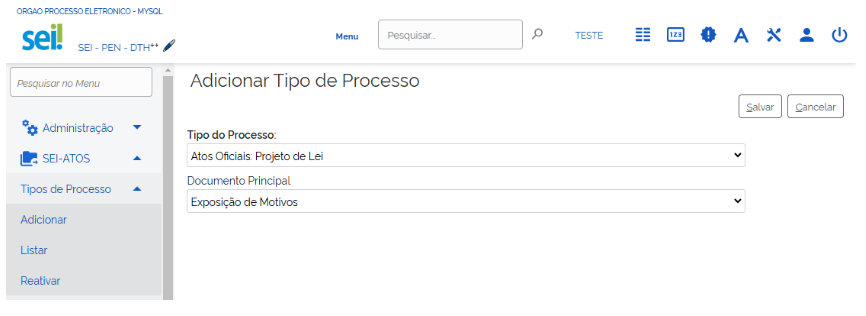 ORGAO PROCESSO ELETRONICO - MYSQL
sei!
SEI - PEN - DTH++
Menu
Pesquisar..
TESTE
123
A
Pesquisar no Menu
Administração
SEI-ATOS
Tipos de Processo
Adicionar
Listar
Reativar
Adicionar Tipo de Processo
Salvar
Cancelar
Tipo do Processo:
Atos Oficiais: Projeto de Lei
Documento Principal
Exposição de Motivos